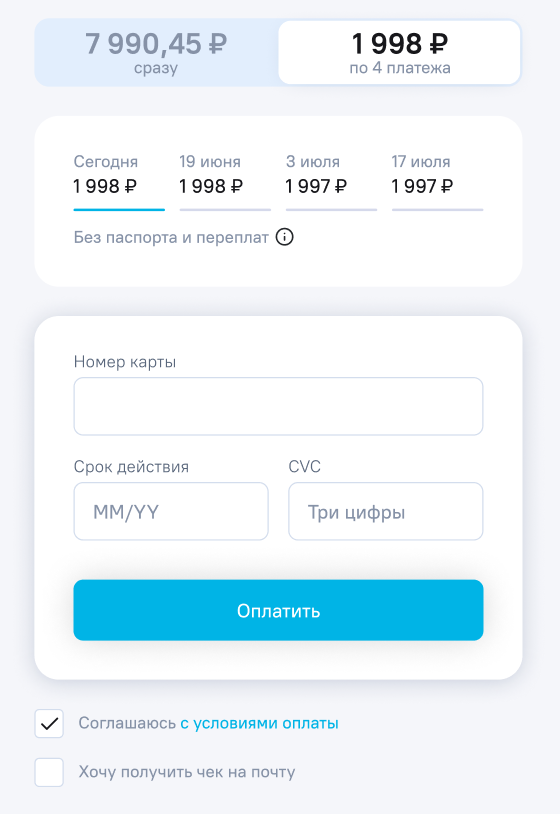 7 990,45 ₽
сразу
1 998 ₽
по 4 платежа
Сегодня
1 998 ₽
19 июня
1 998 ₽
3 июля
1 997 ₽
17 июля
1 997 ₽
Без паспорта и переплат
Номер карты
Срок действия
MM/YY
CVC
Три цифры
Оплатить
Соглашаюсь с условиями оплаты
Хочу получить чек на почту